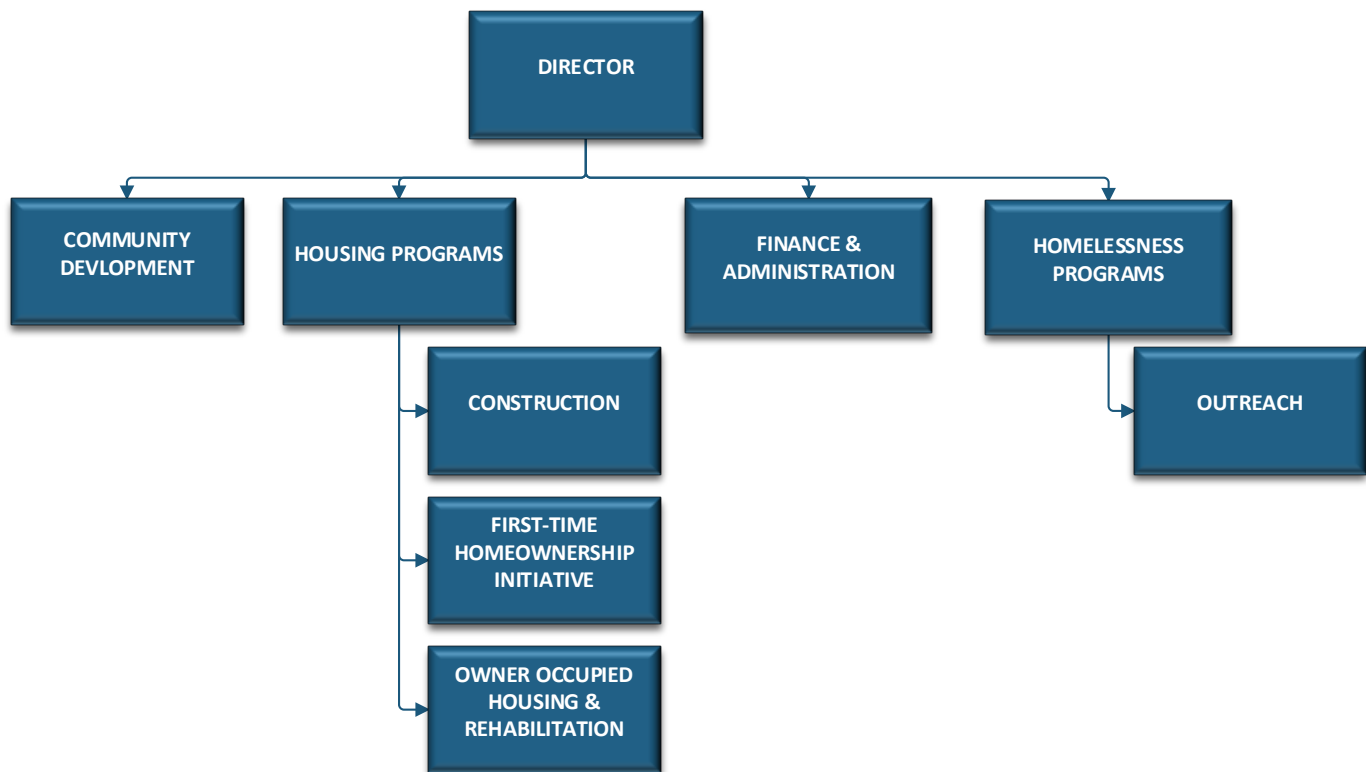 DIRECTOR
COMMUNITY
DEVLOPMENT
HOUSING PROGRAMS
FINANCE &
ADMINISTRATION
HOMELESSNESS
PROGRAMS
CONSTRUCTION
OUTREACH
FIRST-TIME
HOMEOWNERSHIP
INITIATIVE
OWNER OCCUPIED
HOUSING &
REHABILITATION